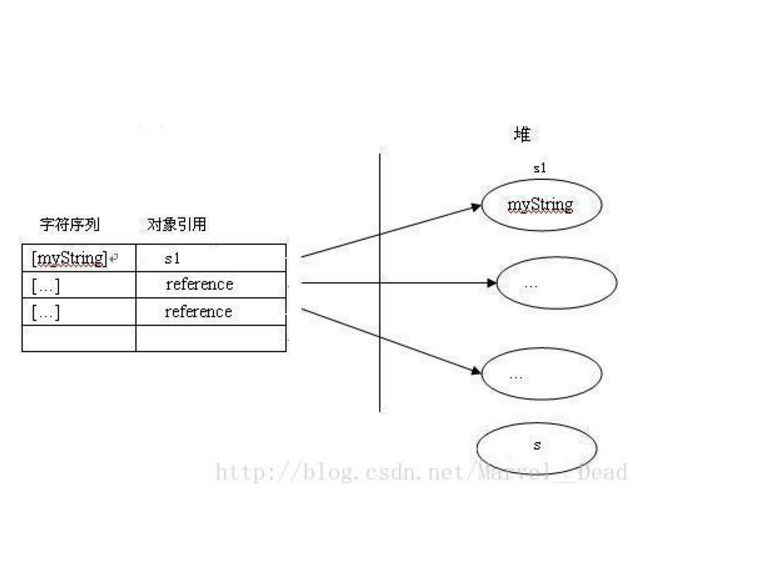 堆
s1
myString
字符序列 对象引用
[myString]↵ s1
[...] reference
[...] reference
...
...
s
http://blog.csdn.net/Marvel__Dead